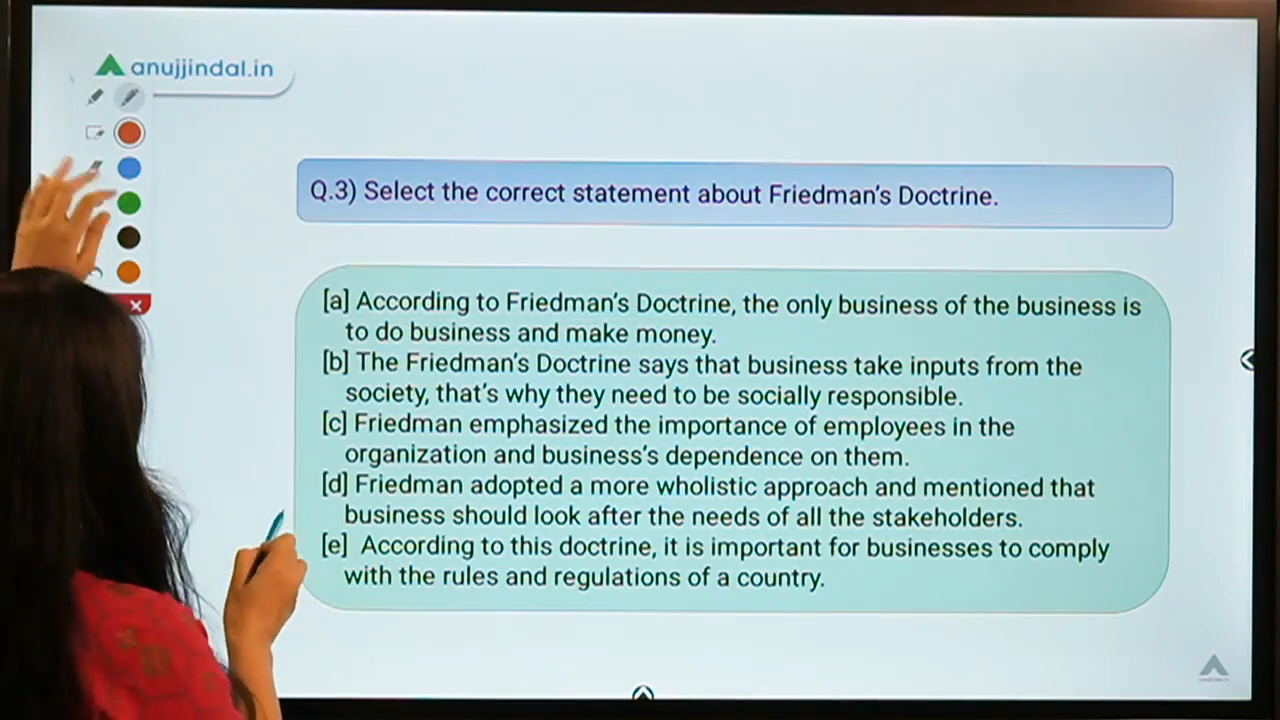 anujjindal.in
Q.3) Select the correct statement about Friedman's Doctrine.
[a] According to Friedman's Doctrine, the only business of the business is
to do business and make money.
[b] The Friedman's Doctrine says that business take inputs from the
society, that's why they need to be socially responsible.
[c] Friedman emphasized the importance of employees in the
organization and business's dependence on them.
[d] Friedman adopted a more wholistic approach and mentioned that
business should look after the needs of all the stakeholders.
[e] According to this doctrine, it is important for businesses to comply
with the rules and regulations of a country.